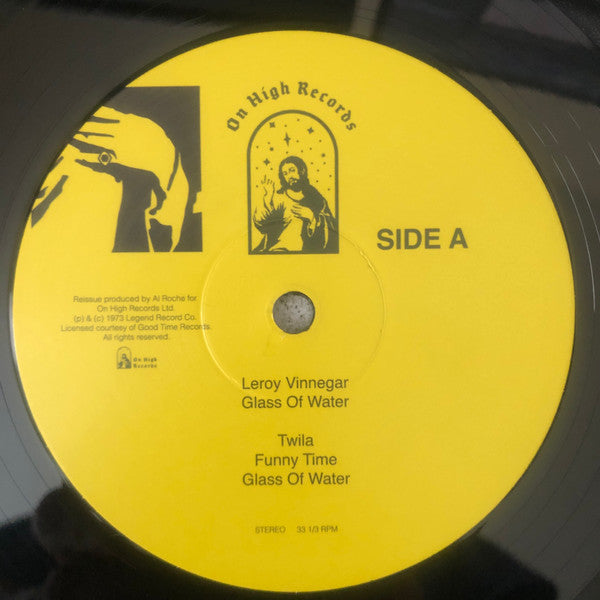 On High Records
SIDE A
Reissue produced by Al Roche for
On High Records Ltd.
(p) & (c) 1973 Legend Record Co.
Licensed courtesy of Good Time Records.
All rights reserved.
On High
Records
Leroy Vinnegar
Glass Of Water
Twila
Funny Time
Glass Of Water
STEREO 33 1/3 RPM